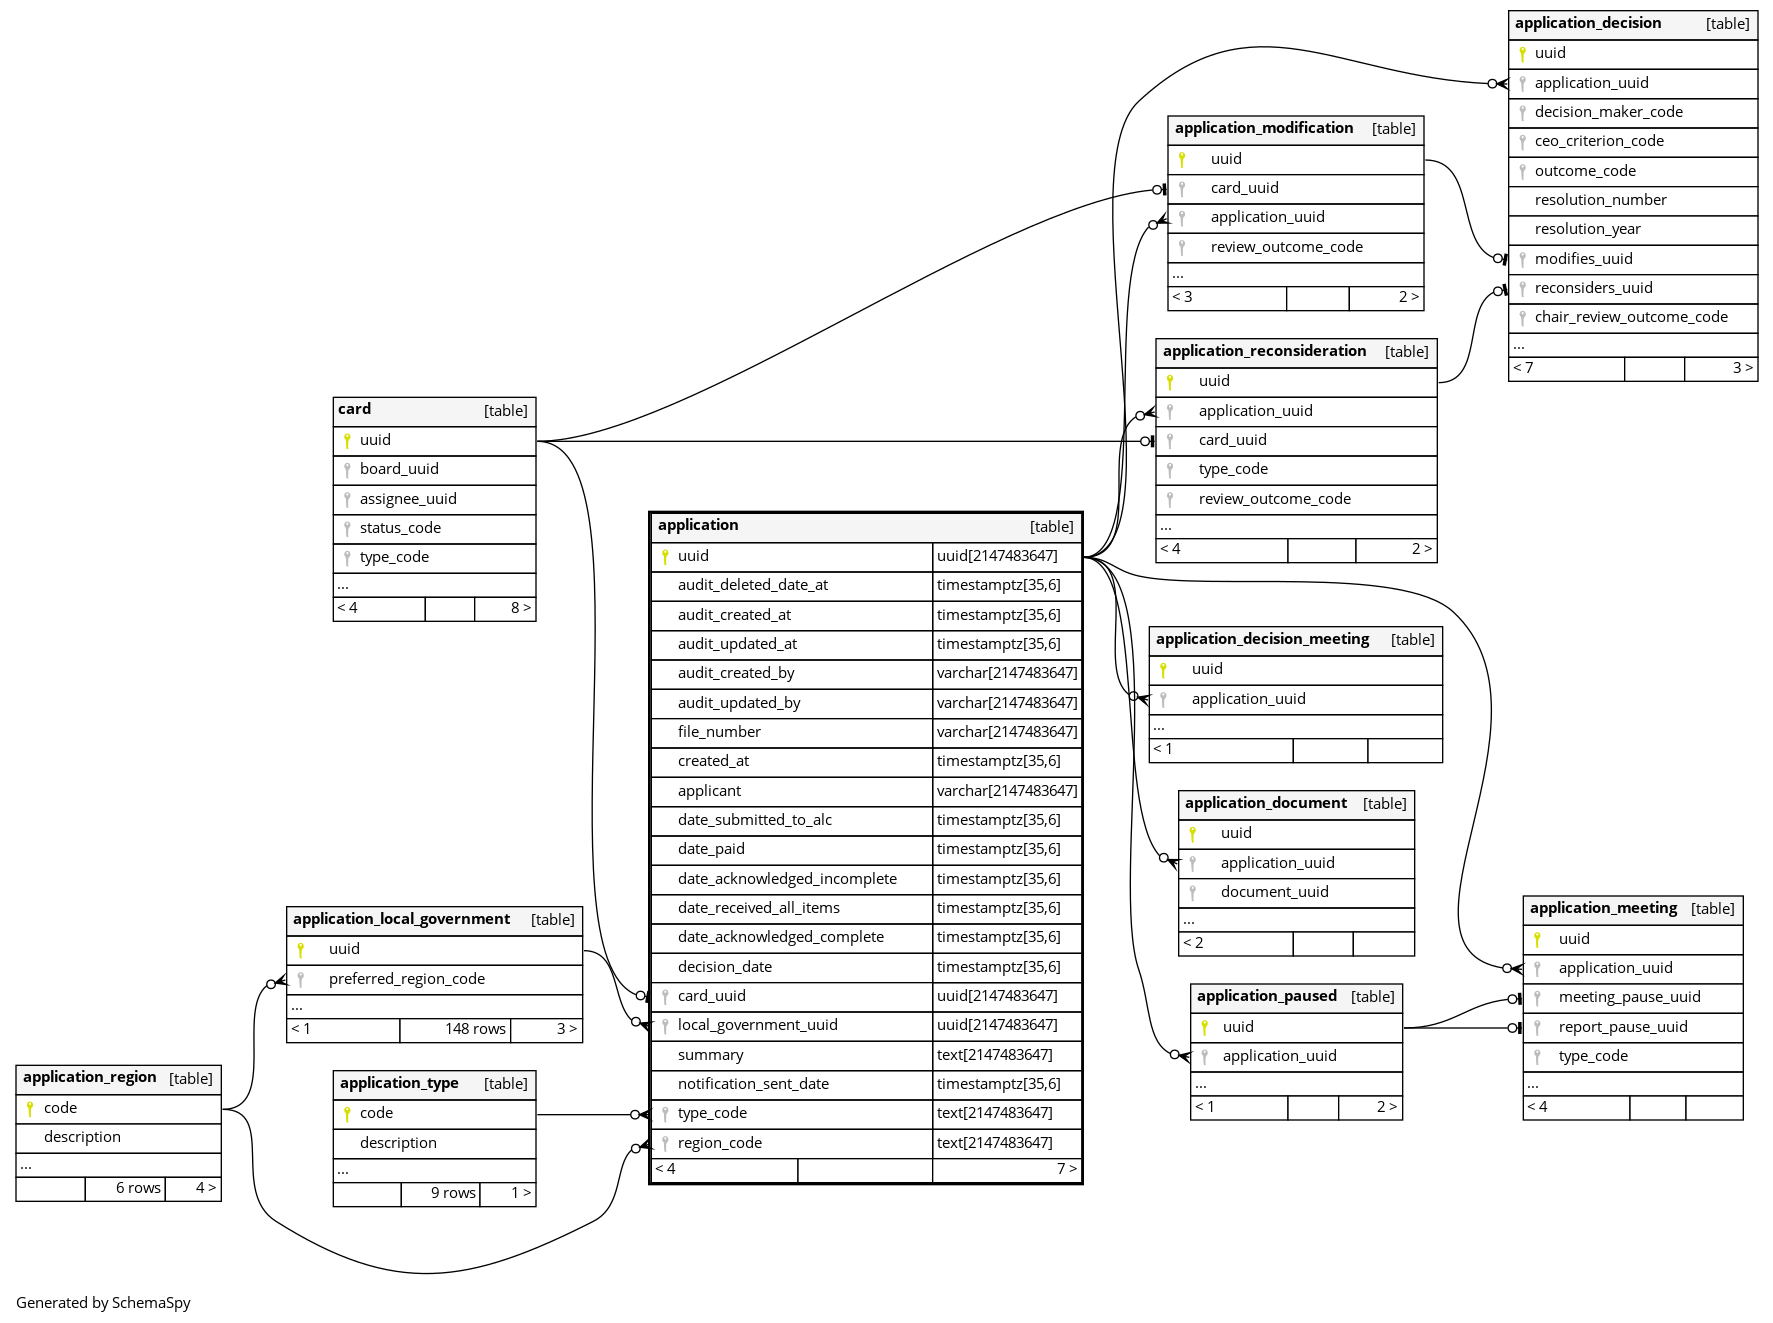 application_decision [table]
uuid
application_uuid
decision_maker_code
ceo_criterion_code
outcome_code
resolution_number
resolution_year
modifies_uuid
reconsiders_uuid
chair_review_outcome_code
...
< 7 3 >
application_modification [table]
uuid
card_uuid
application_uuid
review_outcome_code
...
< 3 2 >
application_reconsideration [table]
uuid
application_uuid
card_uuid
type_code
review_outcome_code
...
< 4 2 >
card [table]
uuid
board_uuid
assignee_uuid
status_code
type_code
...
< 4 8 >
application [table]
uuid uuid[2147483647]
audit_deleted_date_at timestamptz[35,6]
audit_created_at timestamptz[35,6]
audit_updated_at timestamptz[35,6]
audit_created_by varchar[2147483647]
audit_updated_by varchar[2147483647]
file_number varchar[2147483647]
created_at timestamptz[35,6]
applicant varchar[2147483647]
date_submitted_to_alc timestamptz[35,6]
date_paid timestamptz[35,6]
date_acknowledged_incomplete timestamptz[35,6]
date_received_all_items timestamptz[35,6]
date_acknowledged_complete timestamptz[35,6]
decision_date timestamptz[35,6]
card_uuid uuid[2147483647]
local_government_uuid uuid[2147483647]
summary text[2147483647]
notification_sent_date timestamptz[35,6]
type_code text[2147483647]
region_code text[2147483647]
< 4 7 >
application_decision_meeting [table]
uuid
application_uuid
...
< 1
application_document [table]
uuid
application_uuid
document_uuid
...
< 2
application_meeting [table]
uuid
application_uuid
meeting_pause_uuid
report_pause_uuid
type_code
...
< 4
application_paused [table]
uuid
application_uuid
...
< 1 2 >
application_local_government [table]
uuid
preferred_region_code
...
< 1 148 rows 3 >
application_region [table]
code
description
...
6 rows 4 >
application_type [table]
code
description
...
9 rows 1 >
Generated by SchemaSpy